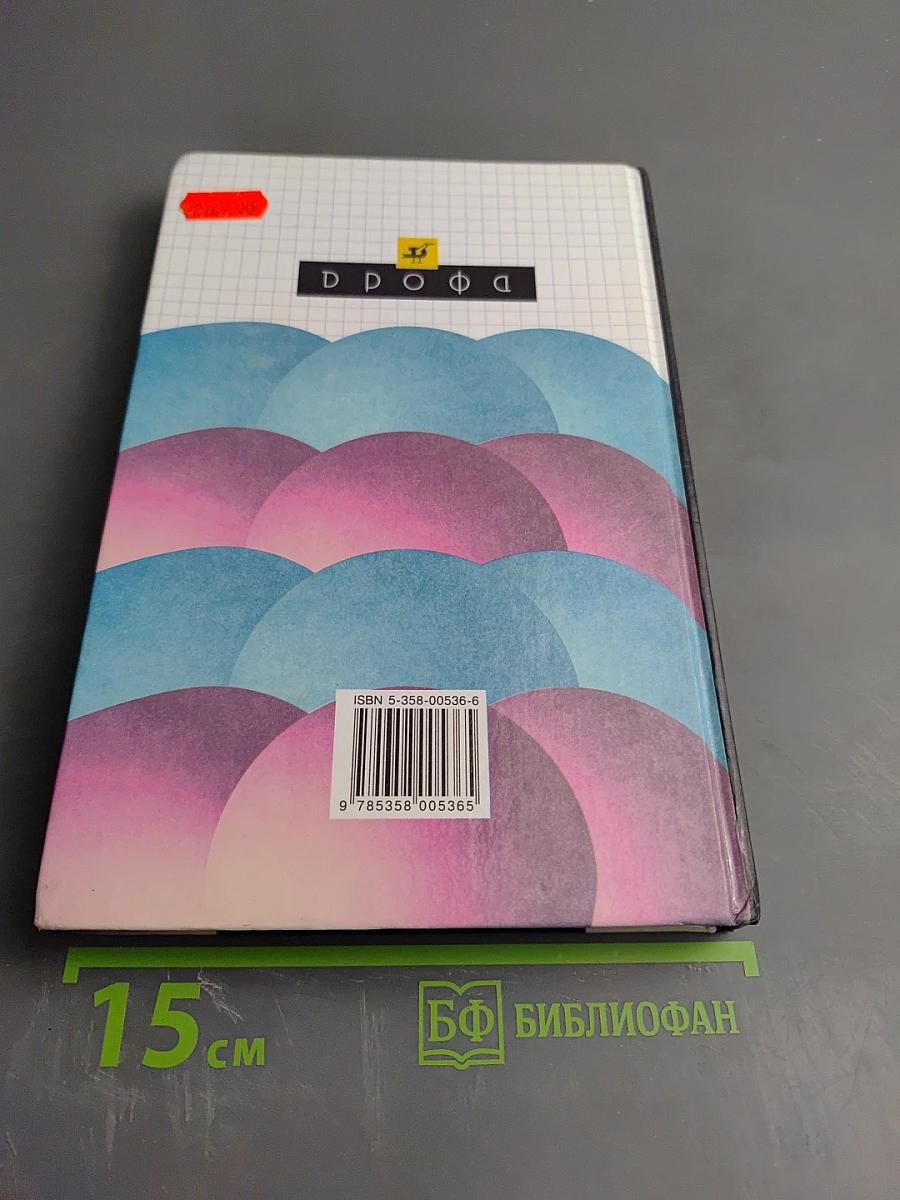 дрофа
ISBN 5-358-00536-6
9 785358 005365
15 см
БФ БИБЛИОФАН